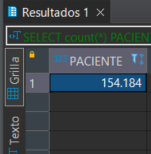 Resultados 1 ×
SELECT count(*) PACIEN
Grilla
PACIENTE
1
154.184
Texto